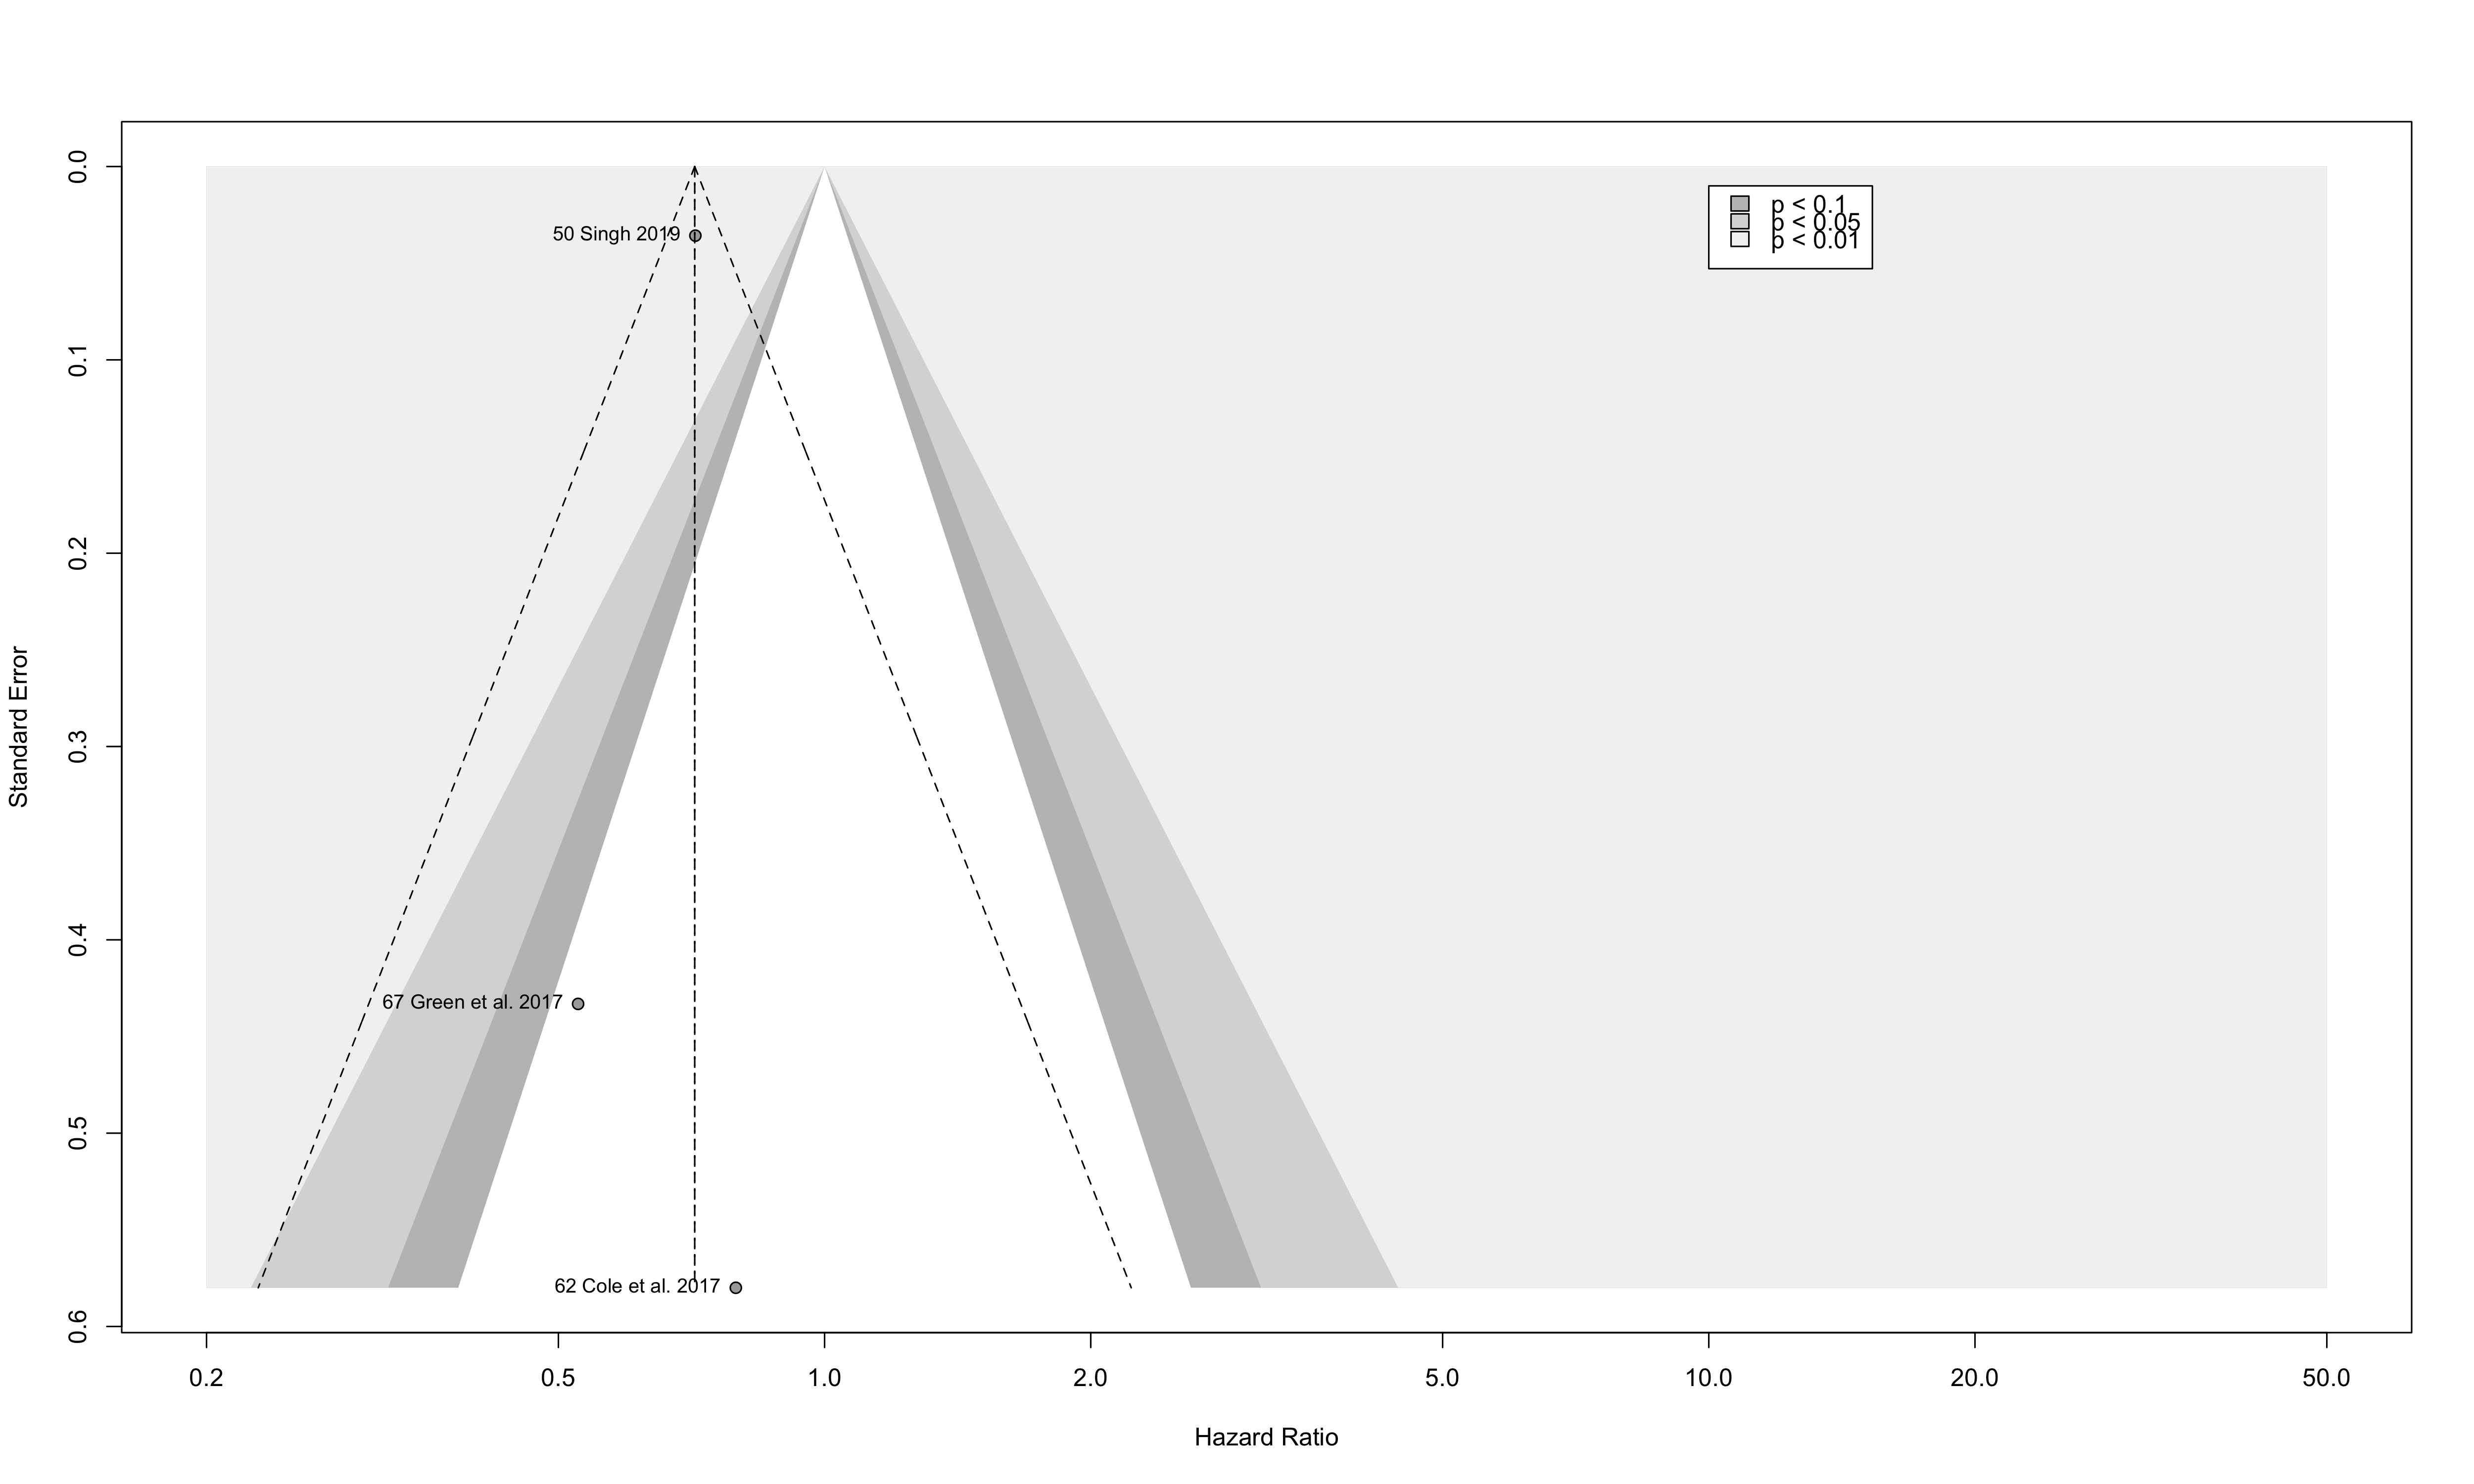 50 Singh 2019
p < 0.1
p < 0.05
p < 0.01
67 Green et al. 2017
62 Cole et al. 2017
Standard Error
0.0
0.1
0.2
0.3
0.4
0.5
0.6
0.2 0.5 1.0 2.0 5.0 10.0 20.0 50.0
Hazard Ratio